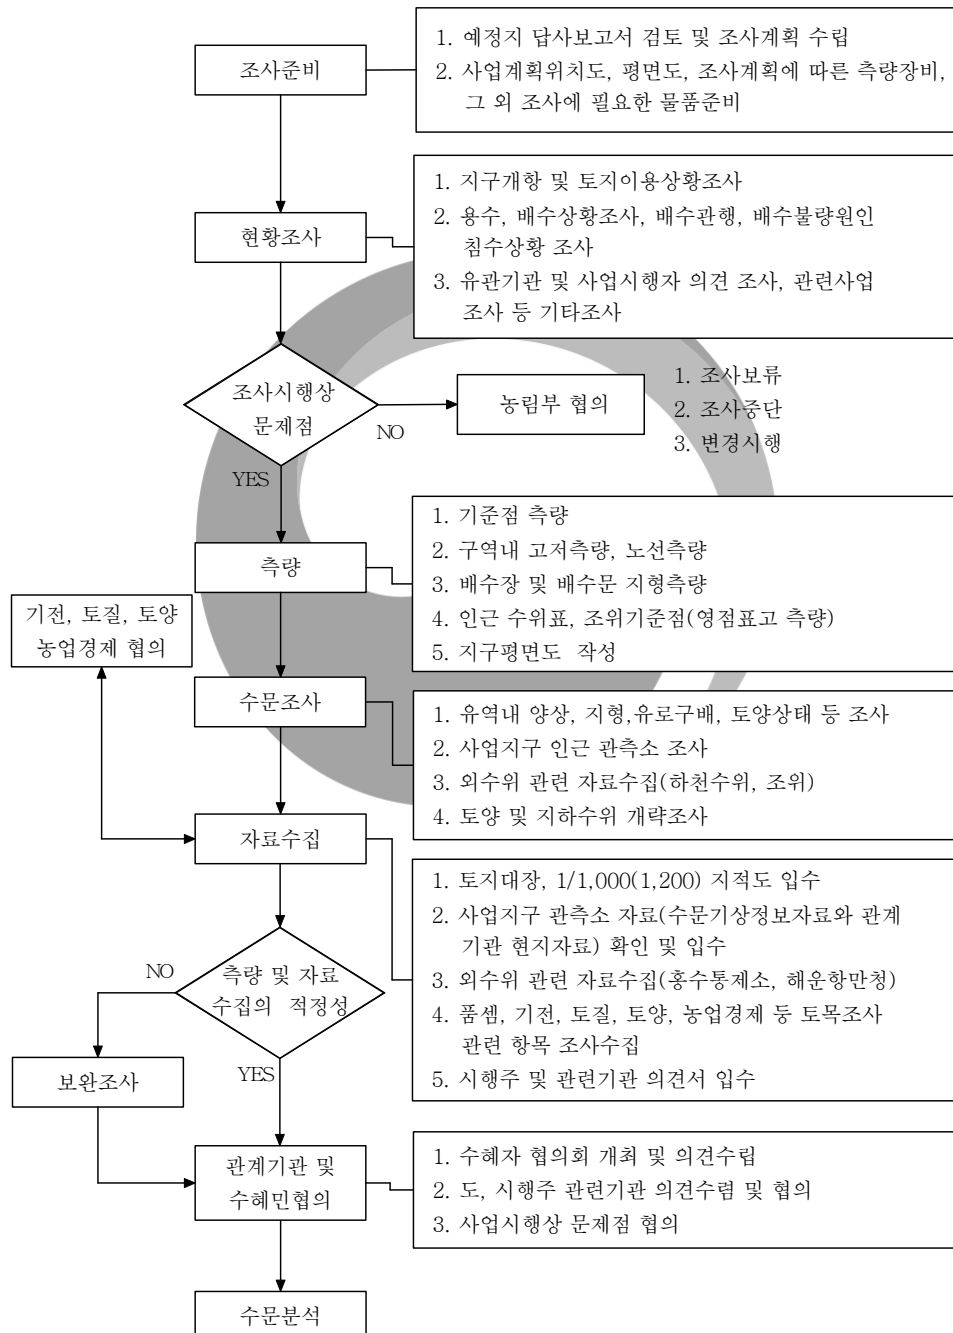 조사준비
1. 예정지 답사보고서 검토 및 조사계획 수립
2. 사업계획위치도, 평면도, 조사계획에 따른 측량장비,
그 외 조사에 필요한 물품준비
현황조사
1. 지구개항 및 토지이용상황조사
2. 용수, 배수상황조사, 배수관행, 배수불량원인
침수상황 조사
3. 유관기관 및 사업시행자 의견 조사, 관련사업
조사 등 기타조사
조사시행상
문제점
NO
YES
농림부 협의
1. 조사보류
2. 조사중단
3. 변경시행
측량
1. 기준점 측량
2. 구역내 고저측량, 노선측량
3. 배수장 및 배수문 지형측량
4. 인근 수위표, 조위기준점(영점표고 측량)
5. 지구평면도 작성
기전, 토질, 토양
농업경제 협의
수문조사
1. 유역내 양상, 지형,유로구배, 토양상태 등 조사
2. 사업지구 인근 관측소 조사
3. 외수위 관련 자료수집(하천수위, 조위)
4. 토양 및 지하수위 개략조사
자료수집
1. 토지대장, 1/1,000(1,200) 지적도 입수
2. 사업지구 관측소 자료(수문기상정보자료와 관계
기관 현지자료) 확인 및 입수
3. 외수위 관련 자료수집(홍수통제소, 해운항만청)
4. 품셈, 기전, 토질, 토양, 농업경제 등 토목조사
관련 항목 조사수집
5. 시행주 및 관련기관 의견서 입수
측량 및 자료
수집의 적정성
NO
YES
보완조사
관계기관 및
수혜민협의
1. 수혜자 협의회 개최 및 의견수립
2. 도, 시행주 관련기관 의견수렴 및 협의
3. 사업시행상 문제점 협의
수문분석